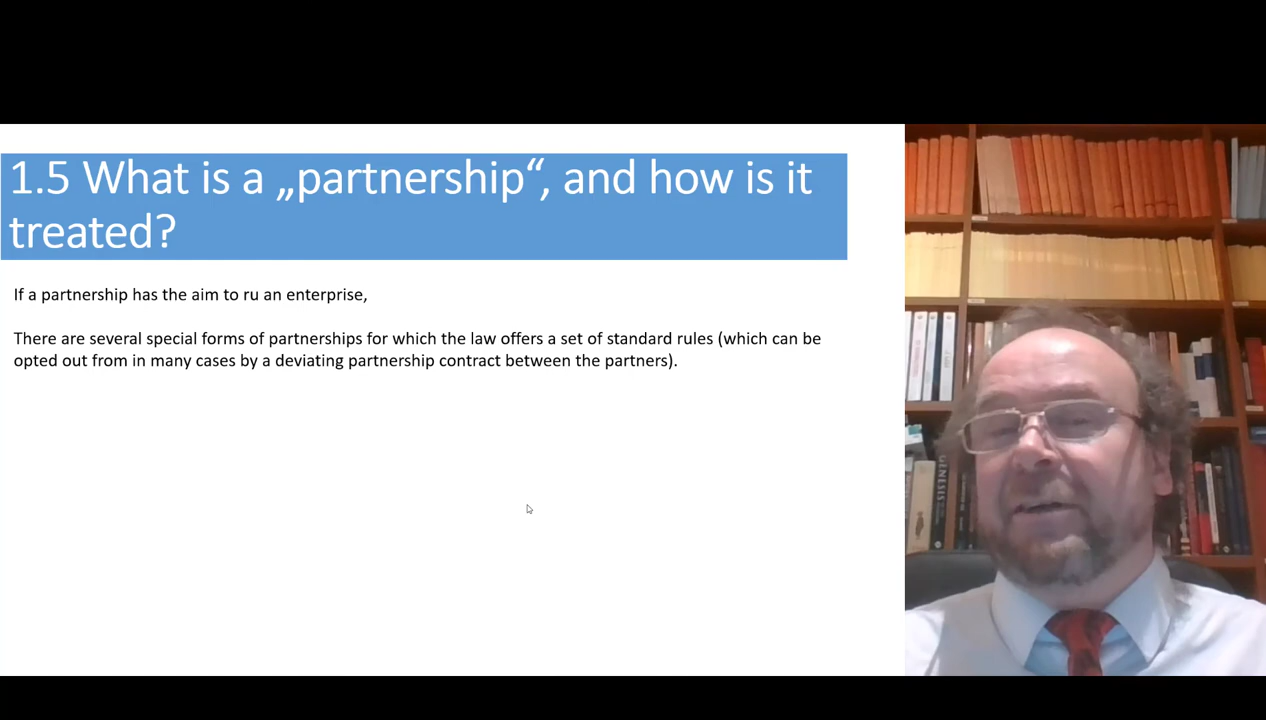 1.5 What is a „partnership“, and how is it
treated?
If a partnership has the aim to ru an enterprise,
There are several special forms of partnerships for which the law offers a set of standard rules (which can be
opted out from in many cases by a deviating partnership contract between the partners).
GENESIS